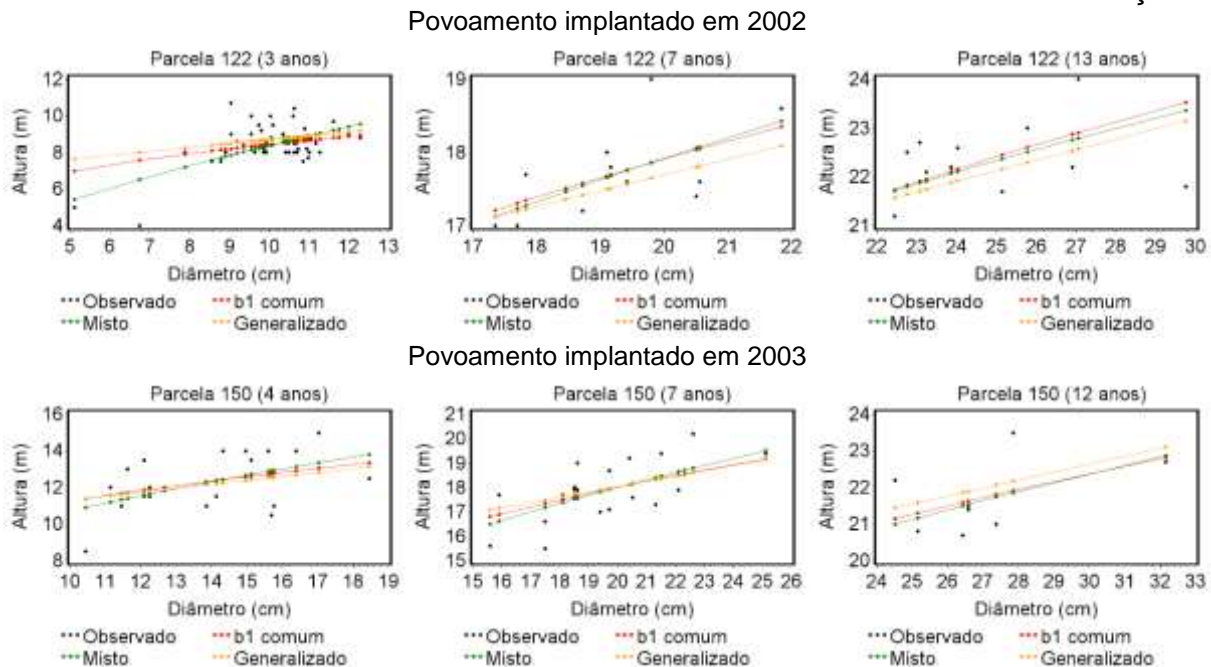 Povoamento implantado em 2002
Parcela 122 (3 anos)
Altura (m)
12
10
8
6
4
5 6 7 8 9 10 11 12 13
Diâmetro (cm)
Observado b1 comum
Misto Generalizado
Parcela 122 (7 anos)
Altura (m)
19
18
17
17 18 19 20 21 22
Diâmetro (cm)
Observado b1 comum
Misto Generalizado
Parcela 122 (13 anos)
Altura (m)
24
23
22
21
22 23 24 25 26 27 28 29 30
Diâmetro (cm)
Observado b1 comum
Misto Generalizado
Povoamento implantado em 2003
Parcela 150 (4 anos)
Altura (m)
16
14
12
10
8
10 11 12 13 14 15 16 17 18 19
Diâmetro (cm)
Observado b1 comum
Misto Generalizado
Parcela 150 (7 anos)
Altura (m)
21
20
19
18
17
16
15
15 16 17 18 19 20 21 22 23 24 25 26
Diâmetro (cm)
Observado b1 comum
Misto Generalizado
Parcela 150 (12 anos)
Altura (m)
24
23
22
21
20
24 25 26 27 28 29 30 31 32 33
Diâmetro (cm)
Observado b1 comum
Misto Generalizado